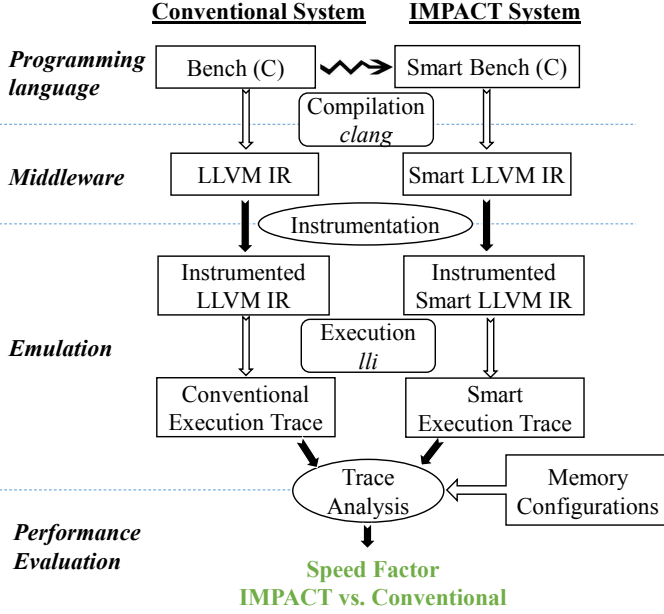 Conventional System
IMPACT System
Programming
language
Bench (C)
Smart Bench (C)
Compilation
clang
Middleware
LLVM IR
Smart LLVM IR
Instrumentation
Instrumented
LLVM IR
Instrumented
Smart LLVM IR
Emulation
Execution
lli
Conventional
Execution Trace
Smart
Execution Trace
Trace
Analysis
Memory
Configurations
Performance
Evaluation
Speed Factor
IMPACT vs. Conventional